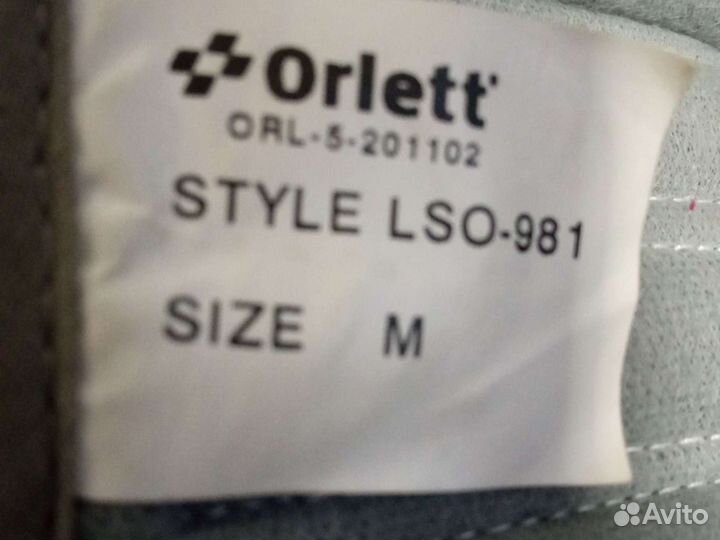 Orlett
ORL-5-201102
STYLE LSO-981
SIZE M
Avito